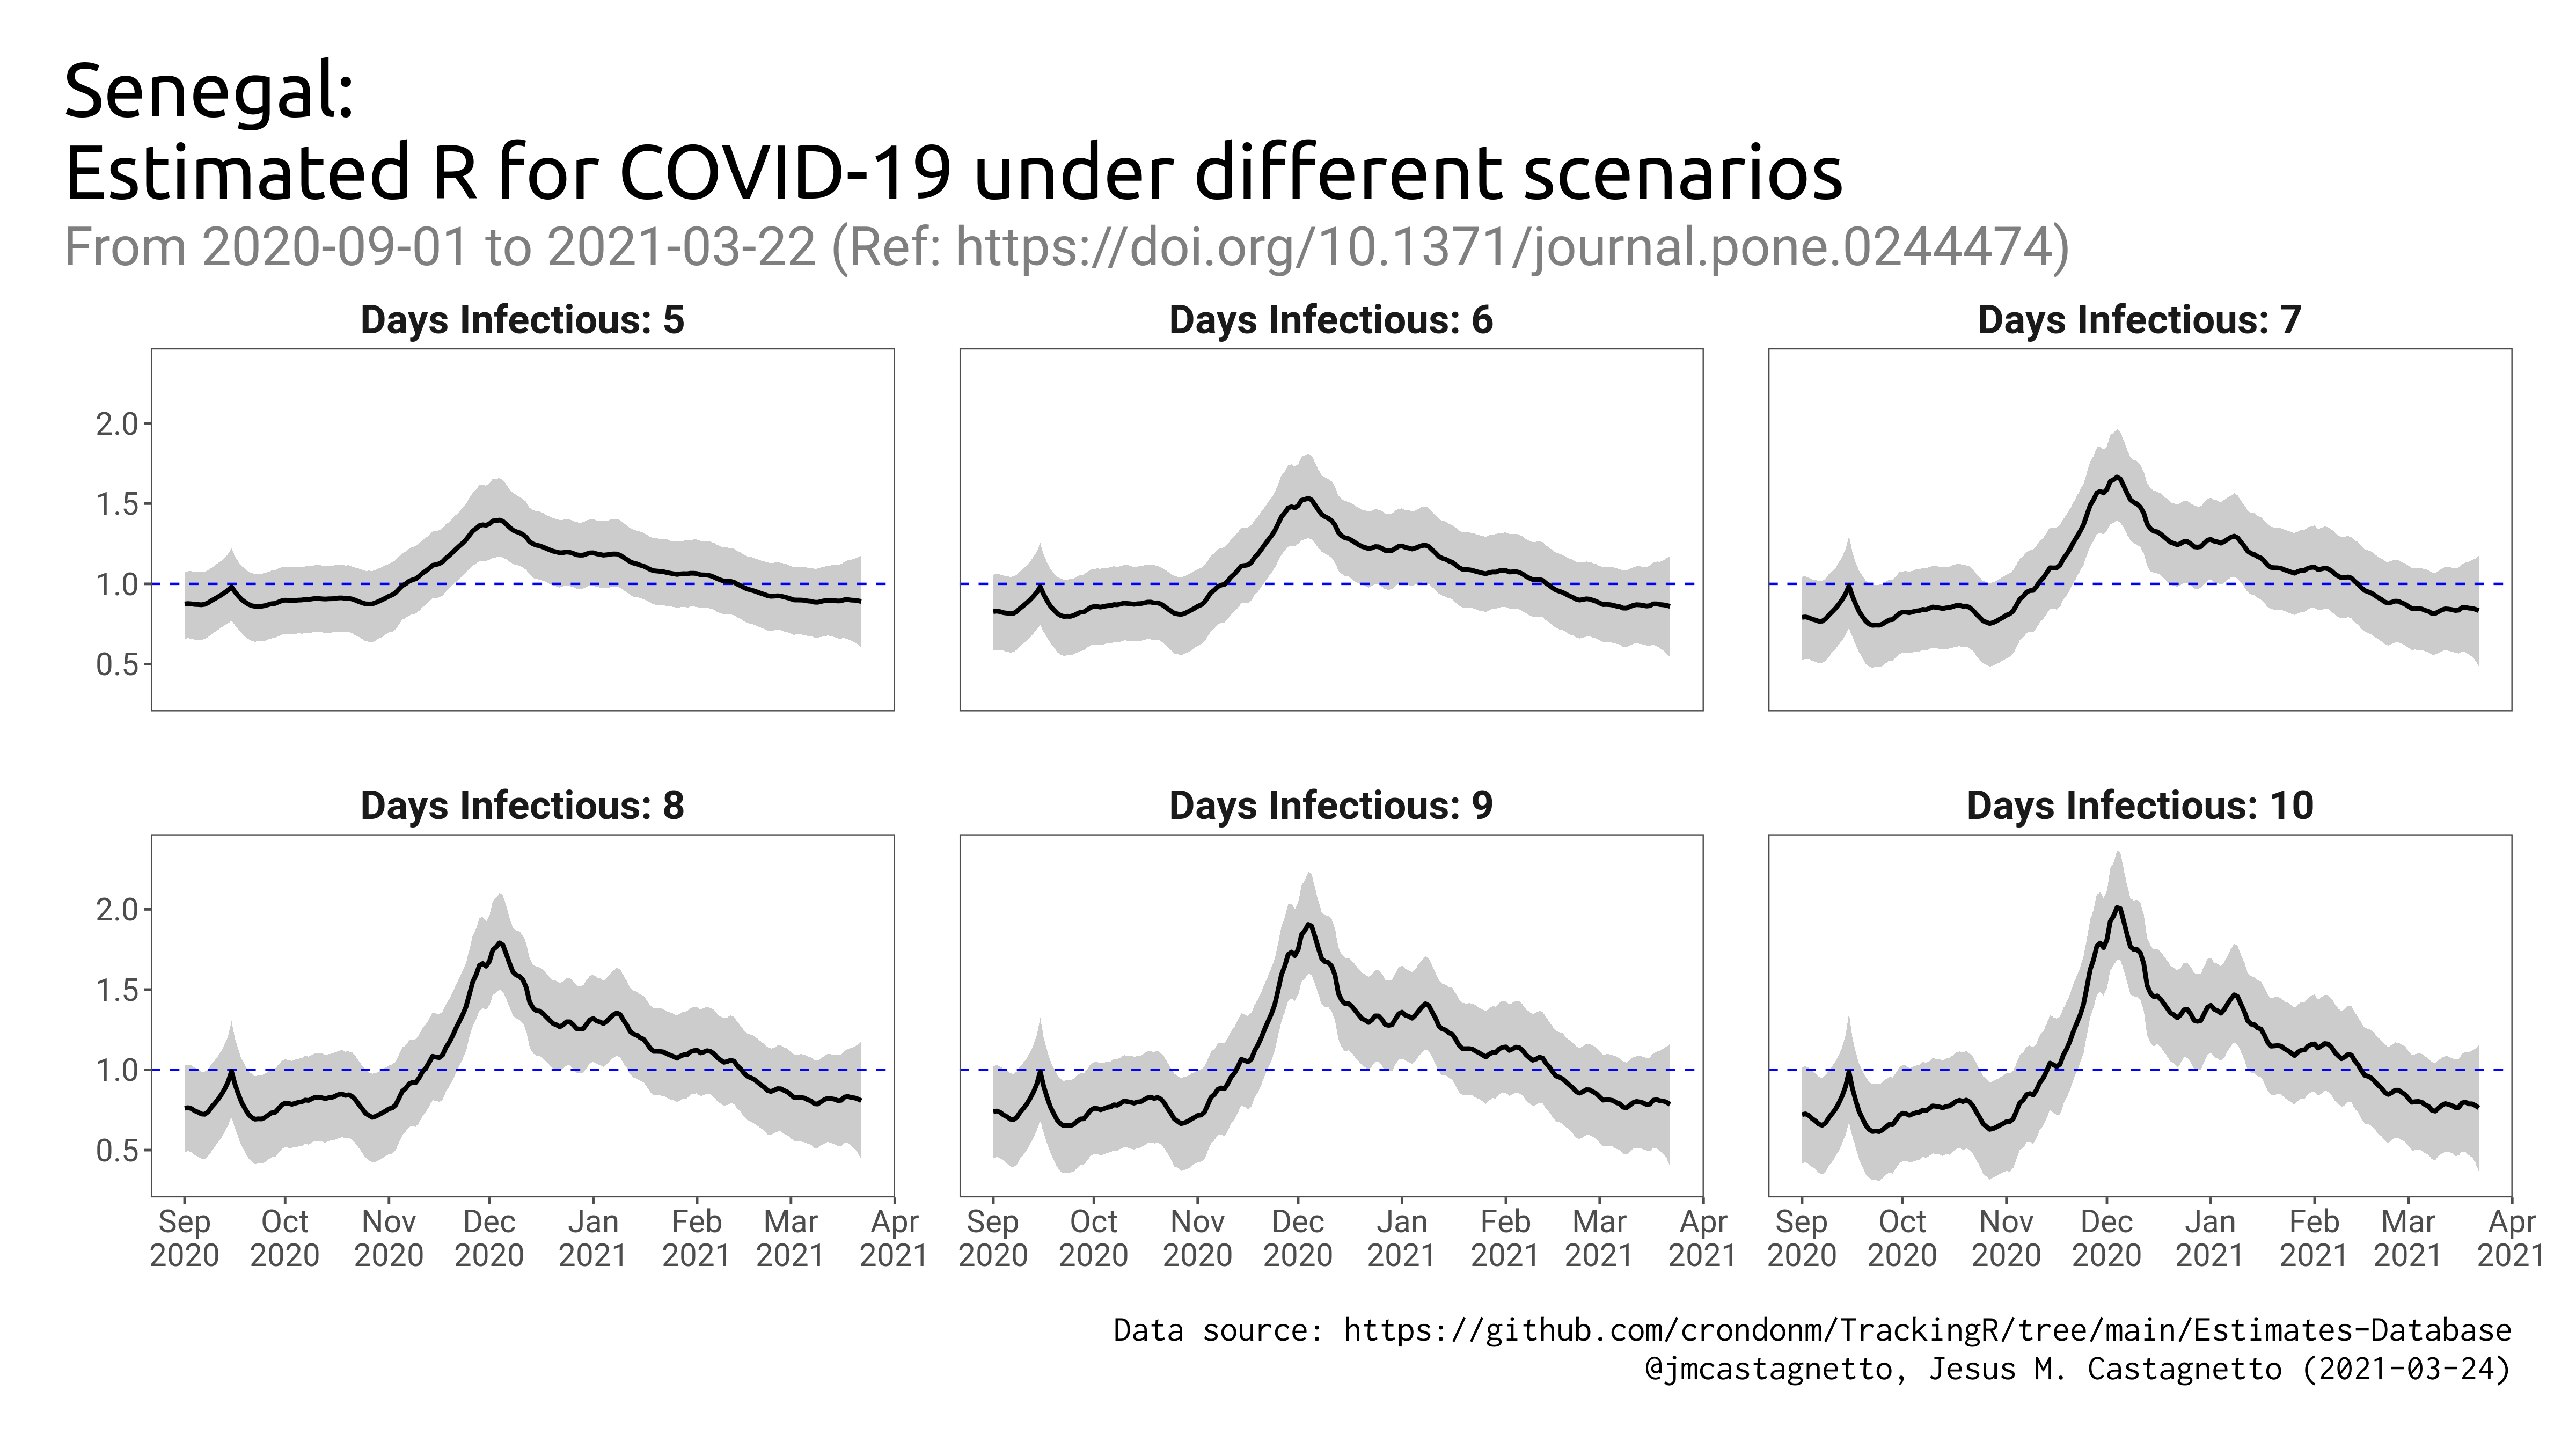 Senegal:
Estimated R for COVID-19 under different scenarios
From 2020-09-01 to 2021-03-22 (Ref: https://doi.org/10.1371/journal.pone.0244474)
Days Infectious: 5
Days Infectious: 6
Days Infectious: 7
2.0
1.5
1.0
0.5
Days Infectious: 8
Days Infectious: 9
Days Infectious: 10
2.0
1.5
1.0
0.5
Sep Oct Nov Dec Jan Feb Mar Apr
2020 2020 2020 2020 2021 2021 2021 2021
Sep Oct Nov Dec Jan Feb Mar Apr
2020 2020 2020 2020 2021 2021 2021 2021
Sep Oct Nov Dec Jan Feb Mar Apr
2020 2020 2020 2020 2021 2021 2021 2021
Data source: https://github.com/crondonm/TrackingR/tree/main/Estimates-Database
@jmcastagnetto, Jesus M. Castagnetto (2021-03-24)